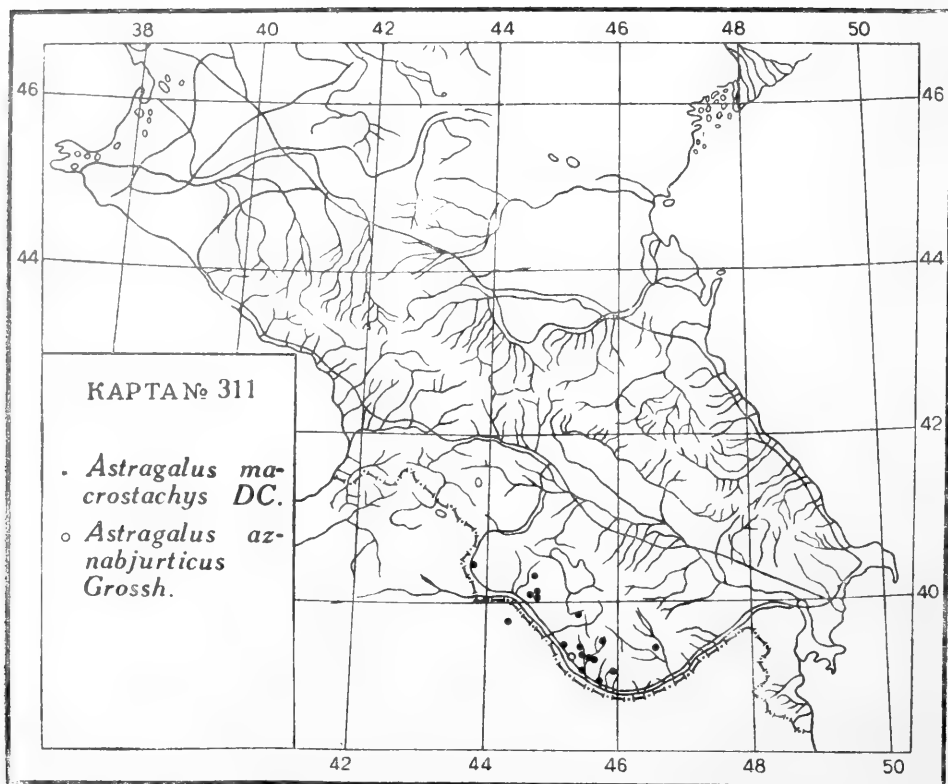 38 40 42 44 46 48 50
46 46
44 44
42
КАРТА № 311
Astragalus ma-
crostachys DC.
Astragalus az-
nabjurticus
Grossh.
42
40
40
42 44 46 48 50